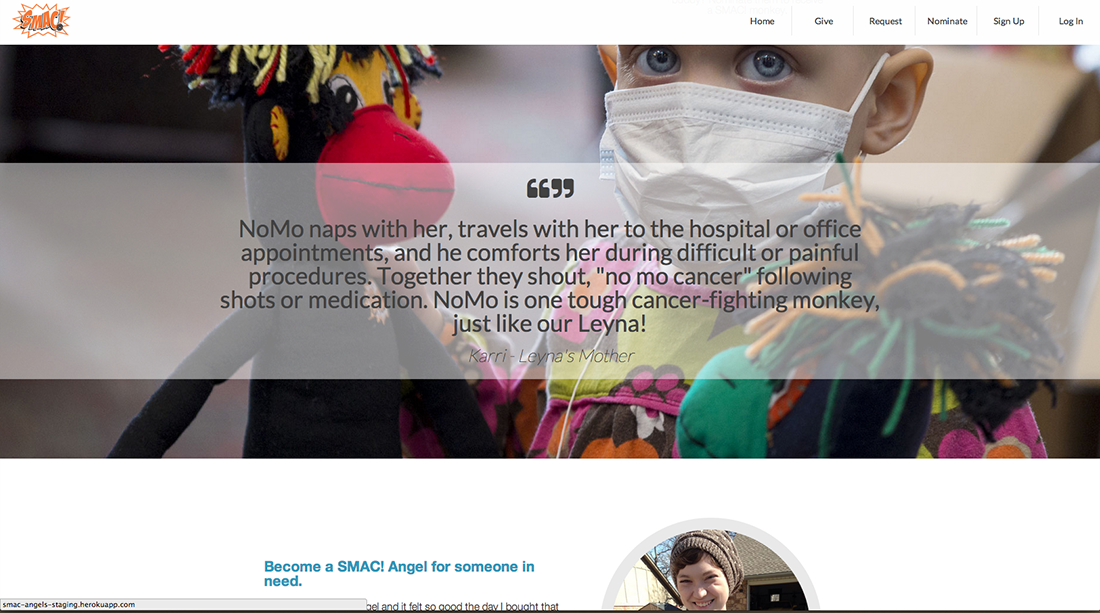 SMAC!
Home Give Request Nominate Sign Up Log In
❝❞
NoMo naps with her, travels with her to the hospital or office
appointments, and he comforts her during difficult or painful
procedures. Together they shout, "no mo cancer" following
shots or medication. NoMo is one tough cancer-fighting monkey,
just like our Leyna!
Karri - Leyna's Mother
Become a SMAC! Angel for someone in
need.
gel and it felt so good the day I bought that
smac-angels-staging.herokuapp.com